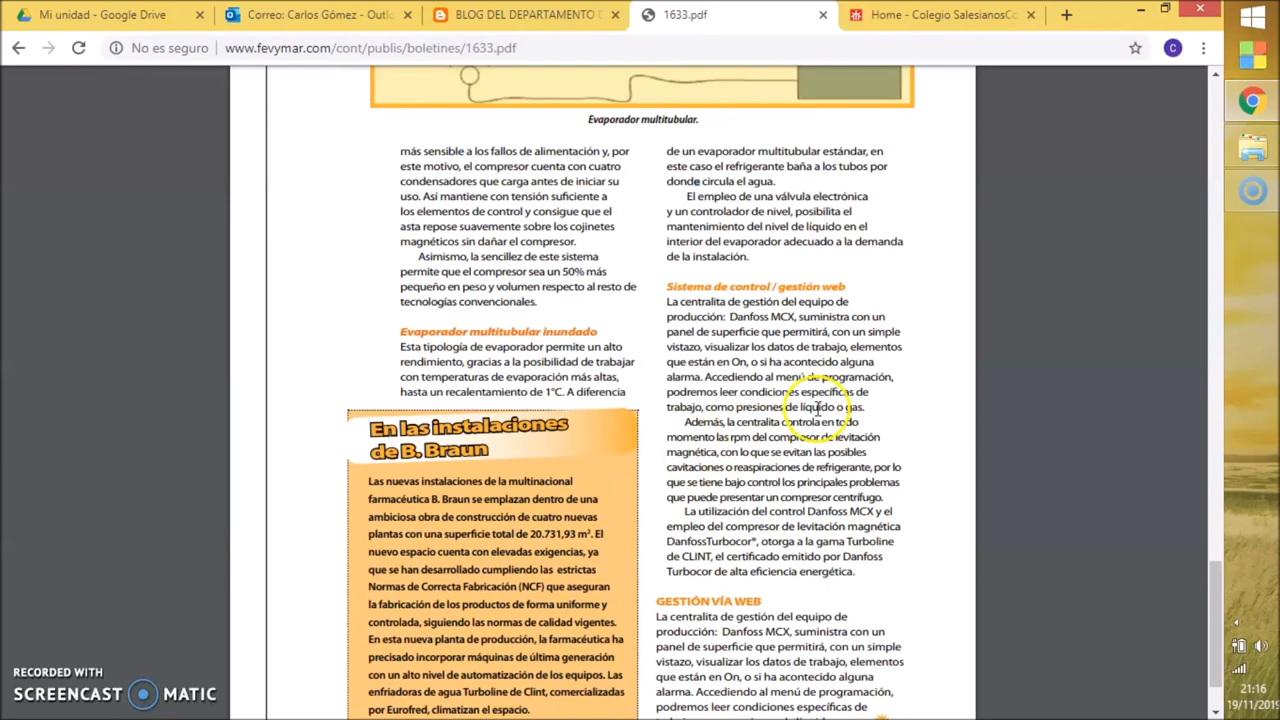 Mi unidad - Google Drive
Correo: Carlos Gómez - Outlo
BLOG DEL DEPARTAMENTO D
1633.pdf
Home - Colegio SalesianosCo
No es seguro
www.fevymar.com/cont/publis/boletines/1633.pdf
C
Evaporador multitubular.
más sensible a los fallos de alimentación y, por
este motivo, el compresor cuenta con cuatro
condensadores que carga antes de iniciar su
uso. Así mantiene con tensión suficiente a
los elementos de control y consigue que el
asta repose suavemente sobre los cojinetes
magnéticos sin dañar el compresor.
Asimismo, la sencillez de este sistema
permite que el compresor sea un 50% más
pequeño en peso y volumen respecto al resto de
tecnologías convencionales.
Evaporador multitubular inundado
Esta tipología de evaporador permite un alto
rendimiento, gracias a la posibilidad de trabajar
con temperaturas de evaporación más altas,
hasta un recalentamiento de 1°C. A diferencia
En las instalaciones
de B. Braun
Las nuevas instalaciones de la multinacional
farmacéutica B. Braun se emplazan dentro de una
ambiciosa obra de construcción de cuatro nuevas
plantas con una superficie total de 20.731,93 m². El
nuevo espacio cuenta con elevadas exigencias, ya
que se han desarrollado cumpliendo las estrictas
Normas de Correcta Fabricación (NCF) que aseguran
la fabricación de los productos de forma uniforme y
controlada, siguiendo las normas de calidad vigentes.
En esta nueva planta de producción, la farmacéutica ha
precisado incorporar máquinas de última generación
con un alto nivel de automatización de los equipos. Las
enfriadoras de agua Turboline de Clint, comercializadas
por Eurofred, climatizan el espacio.
de un evaporador multitubular estándar, en
este caso el refrigerante baña a los tubos por
donde circula el agua.
El empleo de una válvula electrónica
y un controlador de nivel, posibilita el
mantenimiento del nivel de líquido en el
interior del evaporador adecuado a la demanda
de la instalación.
Sistema de control / gestión web
La centralita de gestión del equipo de
producción: Danfoss MCX, suministra con un
panel de superficie que permitirá, con un simple
vistazo, visualizar los datos de trabajo, elementos
que están en On, o si ha acontecido alguna
alarma. Accediendo al menú de programación,
podremos leer condiciones específicas de
trabajo, como presiones de líquido o gas.
Además, la centralita controla en todo
momento las rpm del compresor de levitación
magnética, con lo que se evitan las posibles
cavitaciones o reaspiraciones de refrigerante, por lo
que se tiene bajo control los principales problemas
que puede presentar un compresor centrífugo.
La utilización del control Danfoss MCX y el
empleo del compresor de levitación magnética
DanfossTurbocor®, otorga a la gama Turboline
de CLINT, el certificado emitido por Danfoss
Turbocor de alta eficiencia energética.
GESTIÓN VÍA WEB
La centralita de gestión del equipo de
producción: Danfoss MCX, suministra con un
panel de superficie que permitirá, con un simple
vistazo, visualizar los datos de trabajo, elementos
que están en On, o si ha acontecido alguna
alarma. Accediendo al menú de programación,
podremos leer condiciones específicas de
RECORDED WITH
SCREENCAST MATIC
21:16
19/11/2019